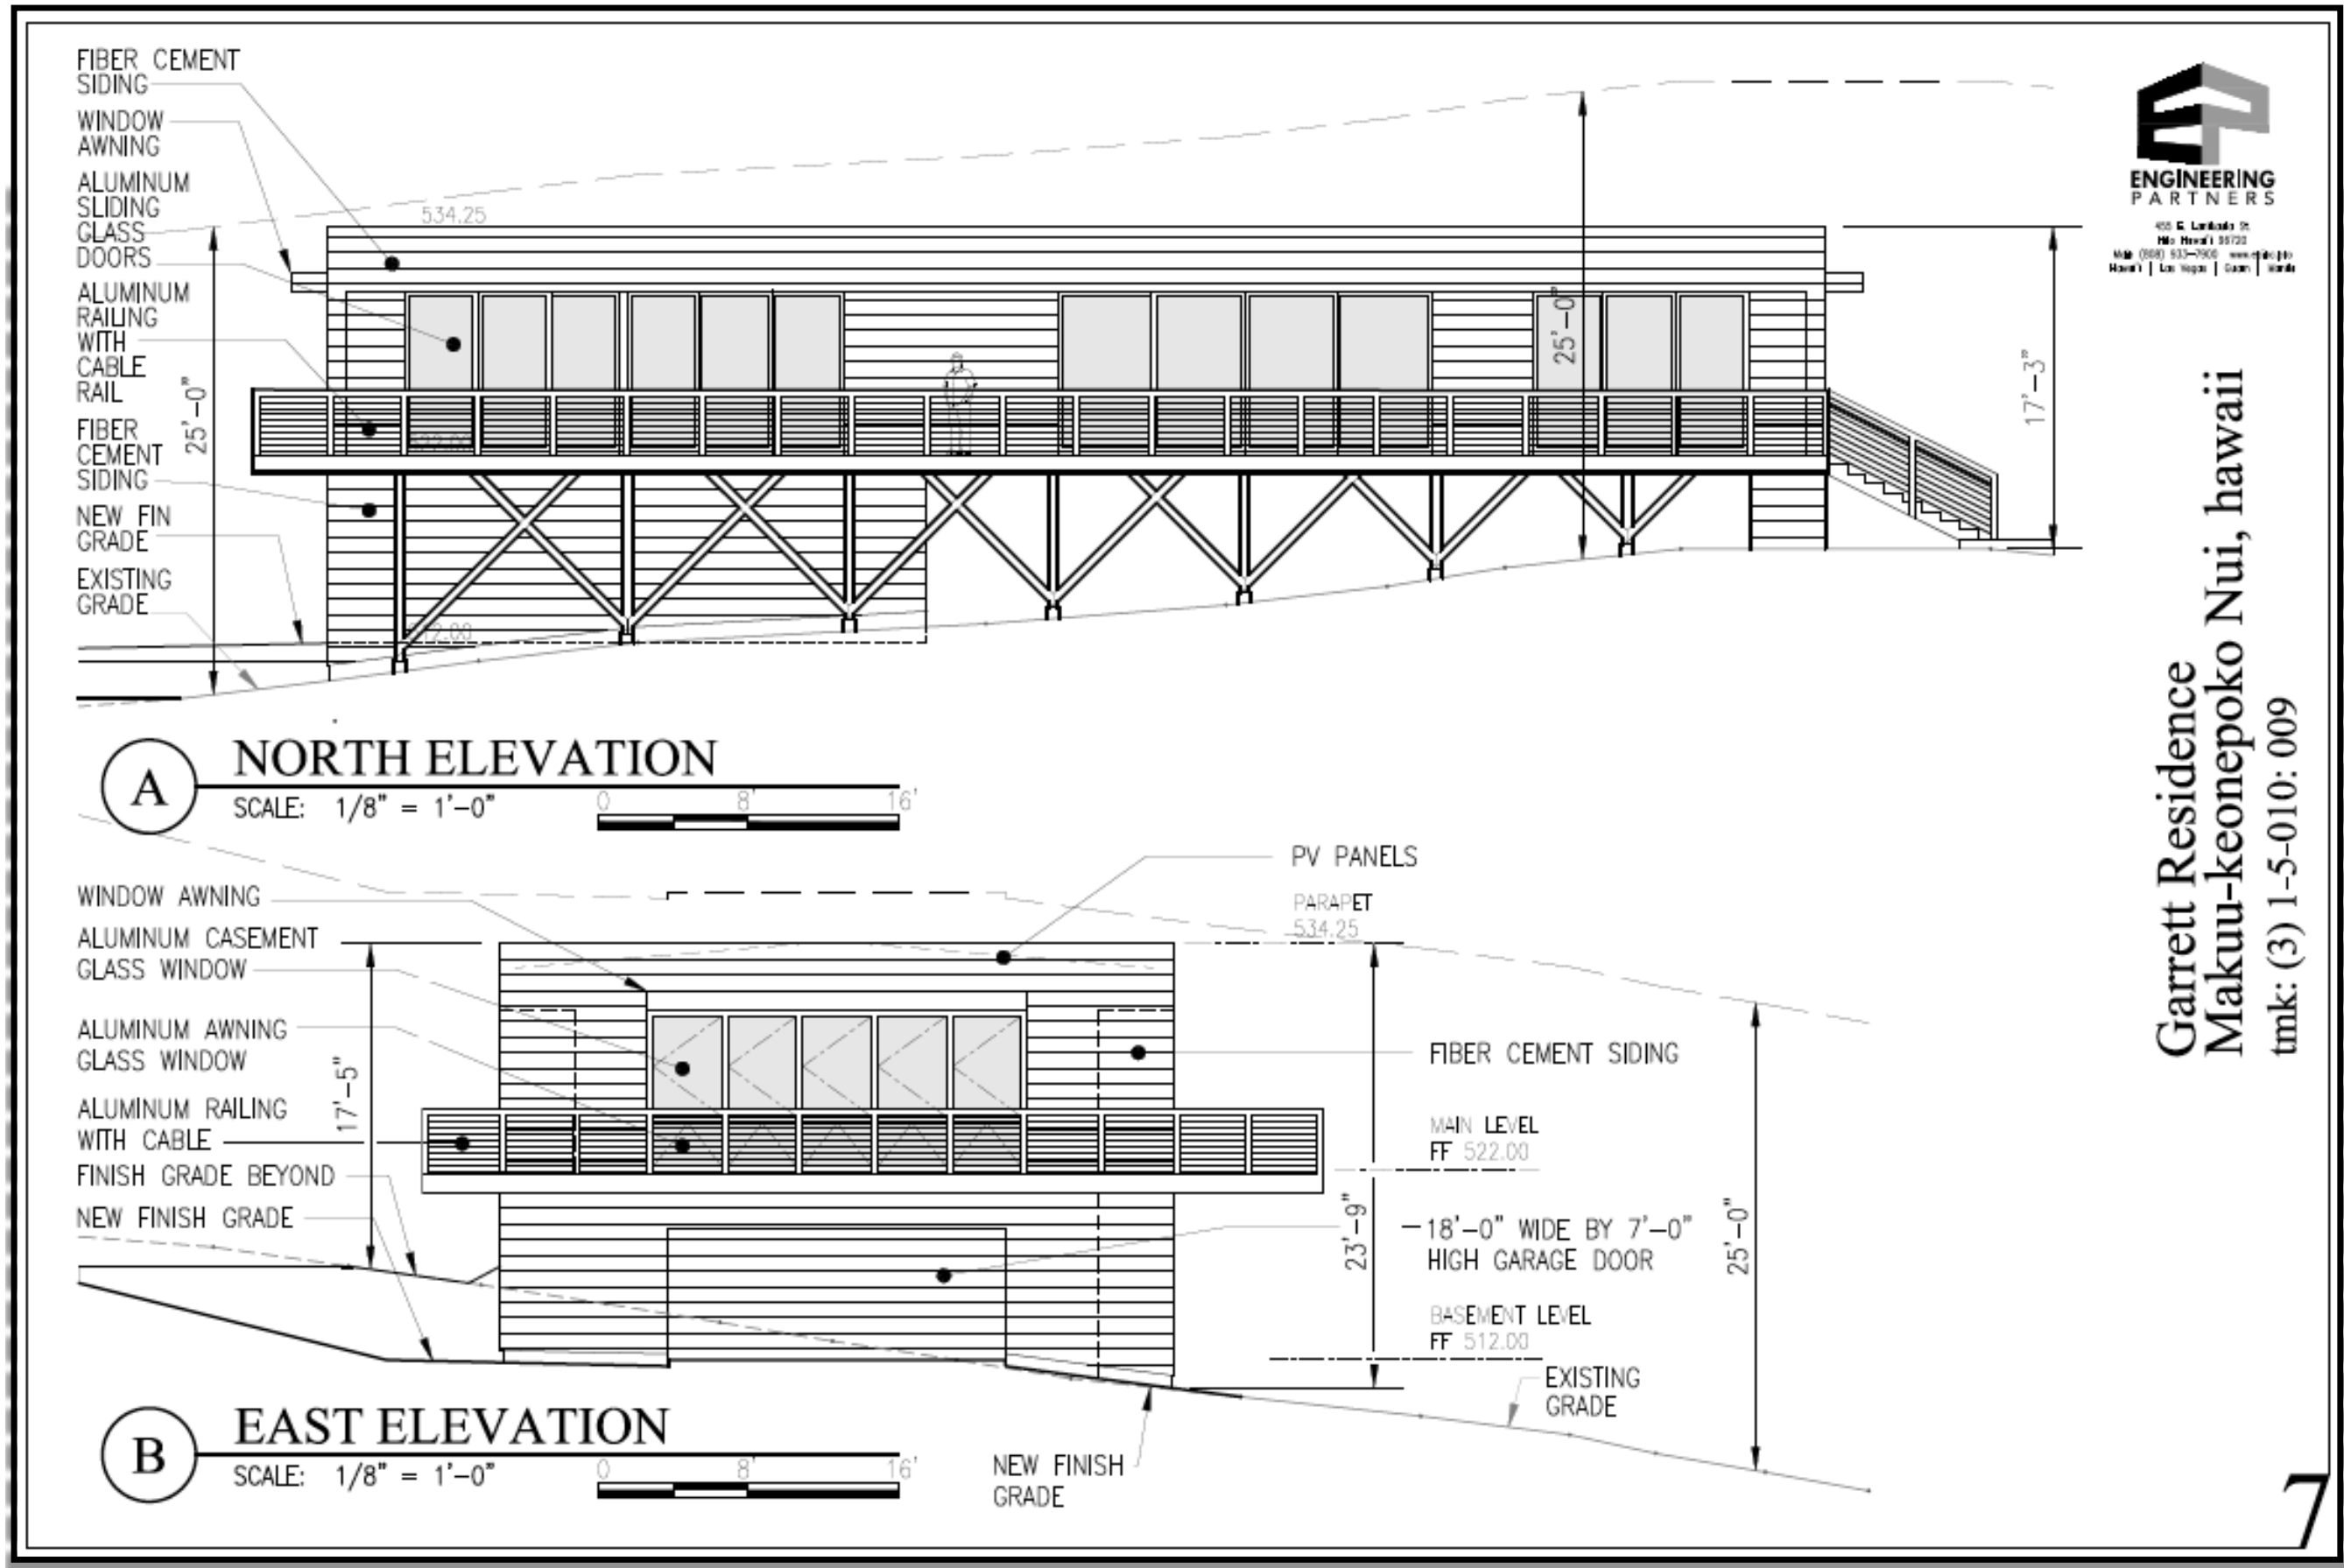 FIBER CEMENT
SIDING
WINDOW
AWNING
ALUMINUM
SLIDING
GLASS
DOORS
ALUMINUM
RAILING
WITH
CABLE
RAIL
FIBER
CEMENT
SIDING
NEW FIN
GRADE
EXISTING
GRADE
25'-0"
534.25
522.00
512.00
25'-0"
17'-3"
A
NORTH ELEVATION
SCALE: 1/8" = 1'-0"
0 8' 16'
ENGINEERING
PARTNERS
Garrett Residence
Makuu-keonepoko Nui, hawaii
tmk: (3) 1-5-010: 009
WINDOW AWNING
ALUMINUM CASEMENT
GLASS WINDOW
ALUMINUM AWNING
GLASS WINDOW
ALUMINUM RAILING
WITH CABLE
FINISH GRADE BEYOND
NEW FINISH GRADE
17'-5"
PV PANELS
PARAPET
534.25
FIBER CEMENT SIDING
MAIN LEVEL
FF 522.00
23'-9"
18'-0" WIDE BY 7'-0"
HIGH GARAGE DOOR
25'-0"
BASEMENT LEVEL
FF 512.00
EXISTING
GRADE
NEW FINISH
GRADE
B
EAST ELEVATION
SCALE: 1/8" = 1'-0"
0 8' 16'
7